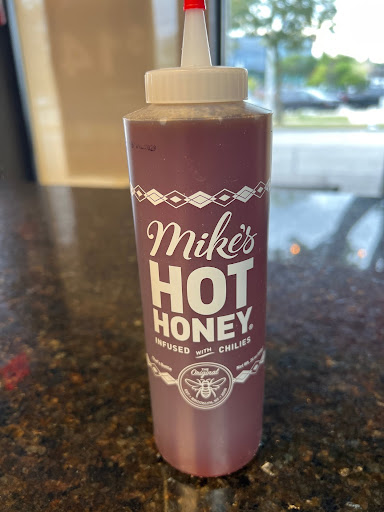 Mike's
HOT
HONEY®
INFUSED WITH CHILIES
THE
Original